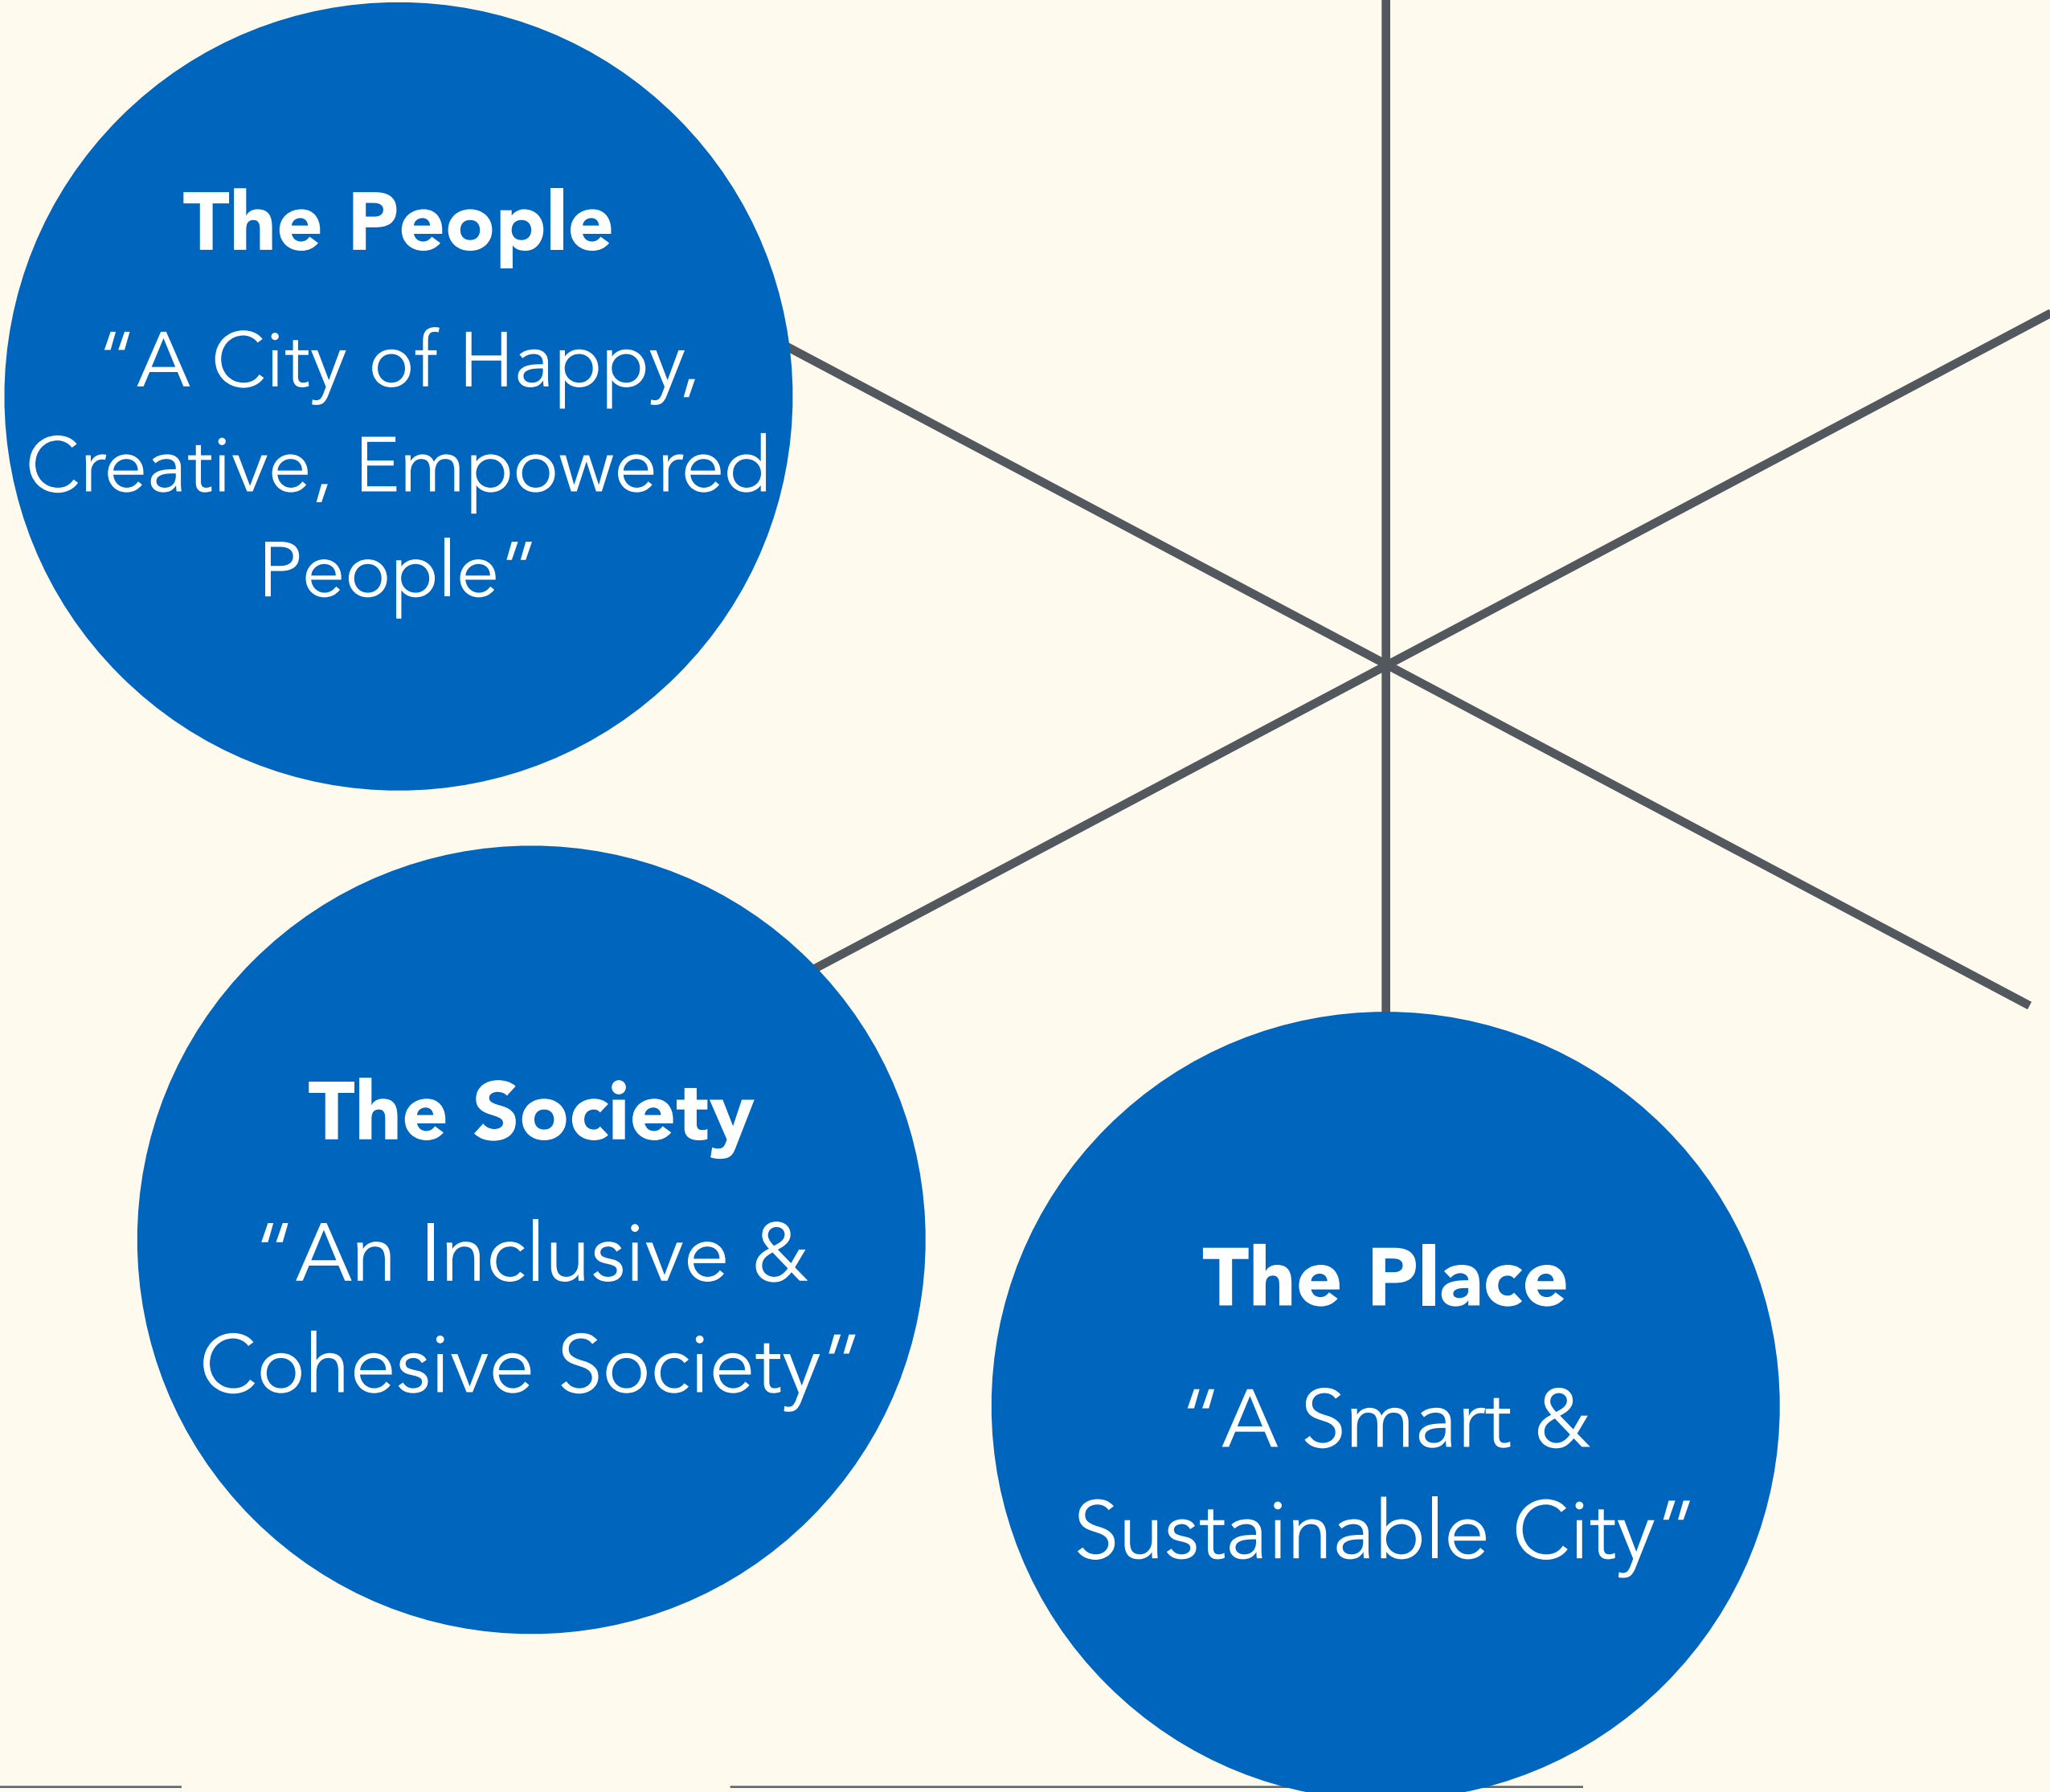 The People
“A City of Happy,
Creative, Empowered
People”
The Society
“An Inclusive &
Cohesive Society”
The Place
“A Smart &
Sustainable City”